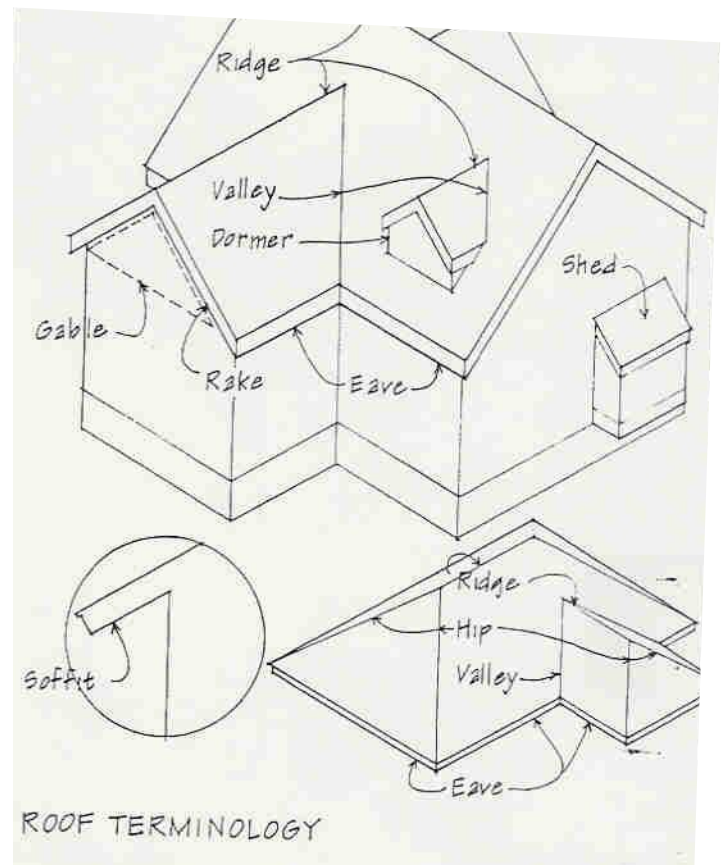 Ridge
Valley
Dormer
Shed
Gable
Rake
Eave
Ridge
Hip
Valley
Soffit
Eave
ROOF TERMINOLOGY